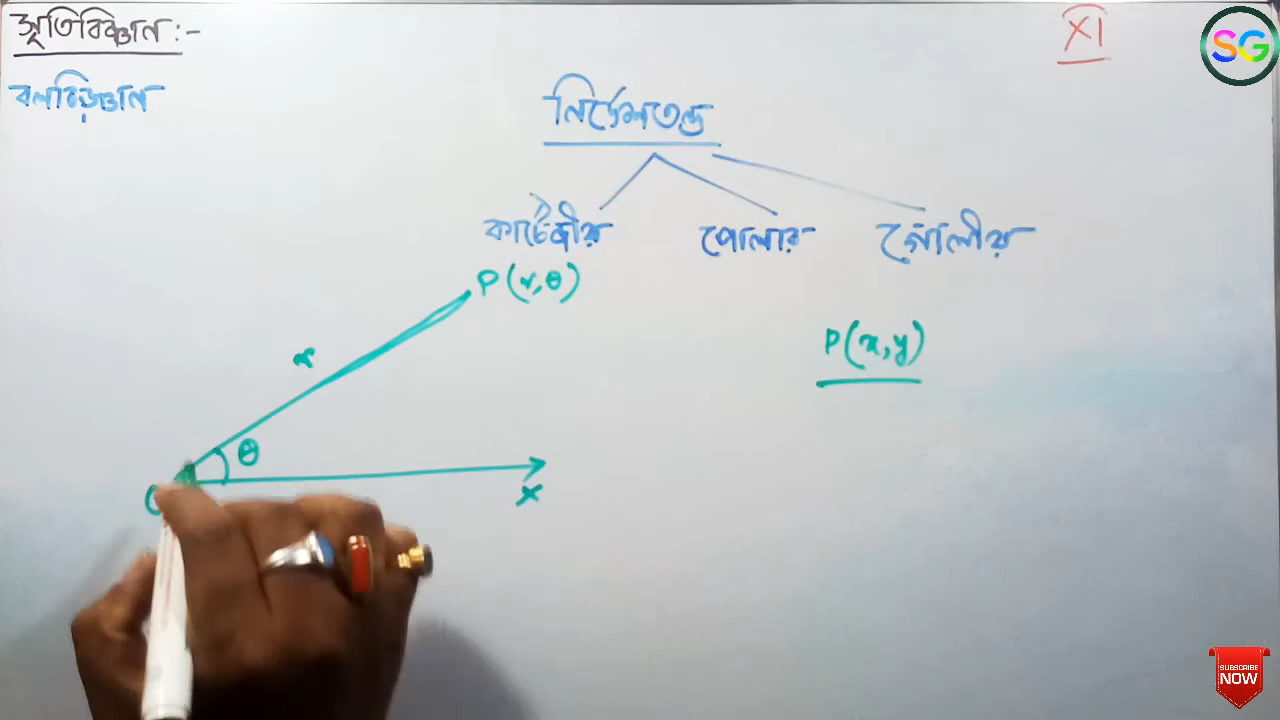 সৃতিবিজ্ঞান :-
XI
SG
বলবিজ্ঞান
নির্দেশতন্ত্র
কার্টেজীয় পোলার গোলীয়
P(r,θ)
P(x,y)
r
θ
O
x
SUBSCRIBE
NOW